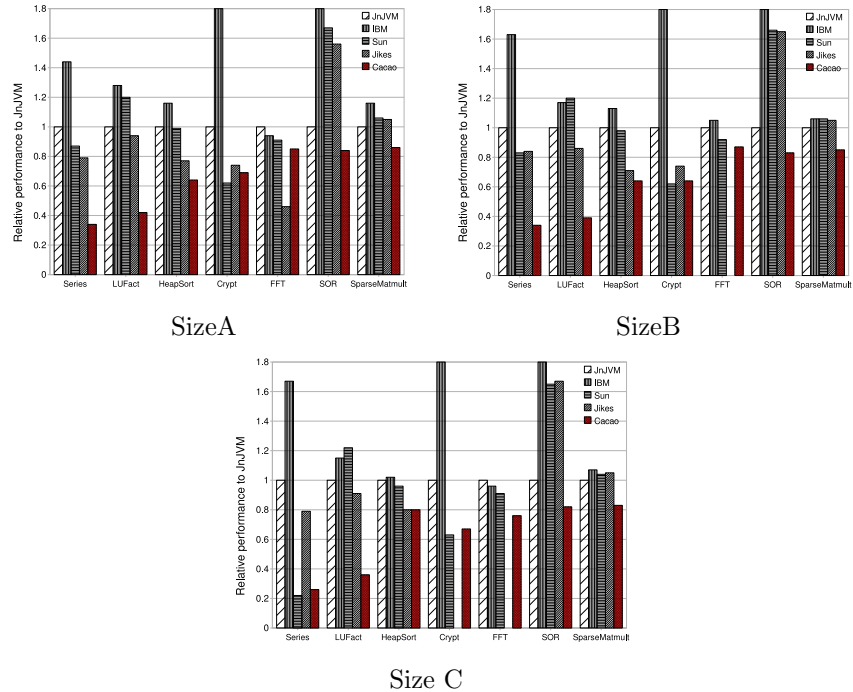 Relative performance to JnJVM
1.8
1.6
1.4
1.2
1
0.8
0.6
0.4
0.2
0
JnJVM
IBM
Sun
Jikes
Cacao
Series LUFact HeapSort Crypt FFT SOR SparseMatmult
SizeA
Relative performance to JnJVM
1.8
1.6
1.4
1.2
1
0.8
0.6
0.4
0.2
0
JnJVM
IBM
Sun
Jikes
Cacao
Series LUFact HeapSort Crypt FFT SOR SparseMatmult
SizeB
Relative performance to JnJVM
1.8
1.6
1.4
1.2
1
0.8
0.6
0.4
0.2
0
JnJVM
IBM
Sun
Jikes
Cacao
Series LUFact HeapSort Crypt FFT SOR SparseMatmult
Size C